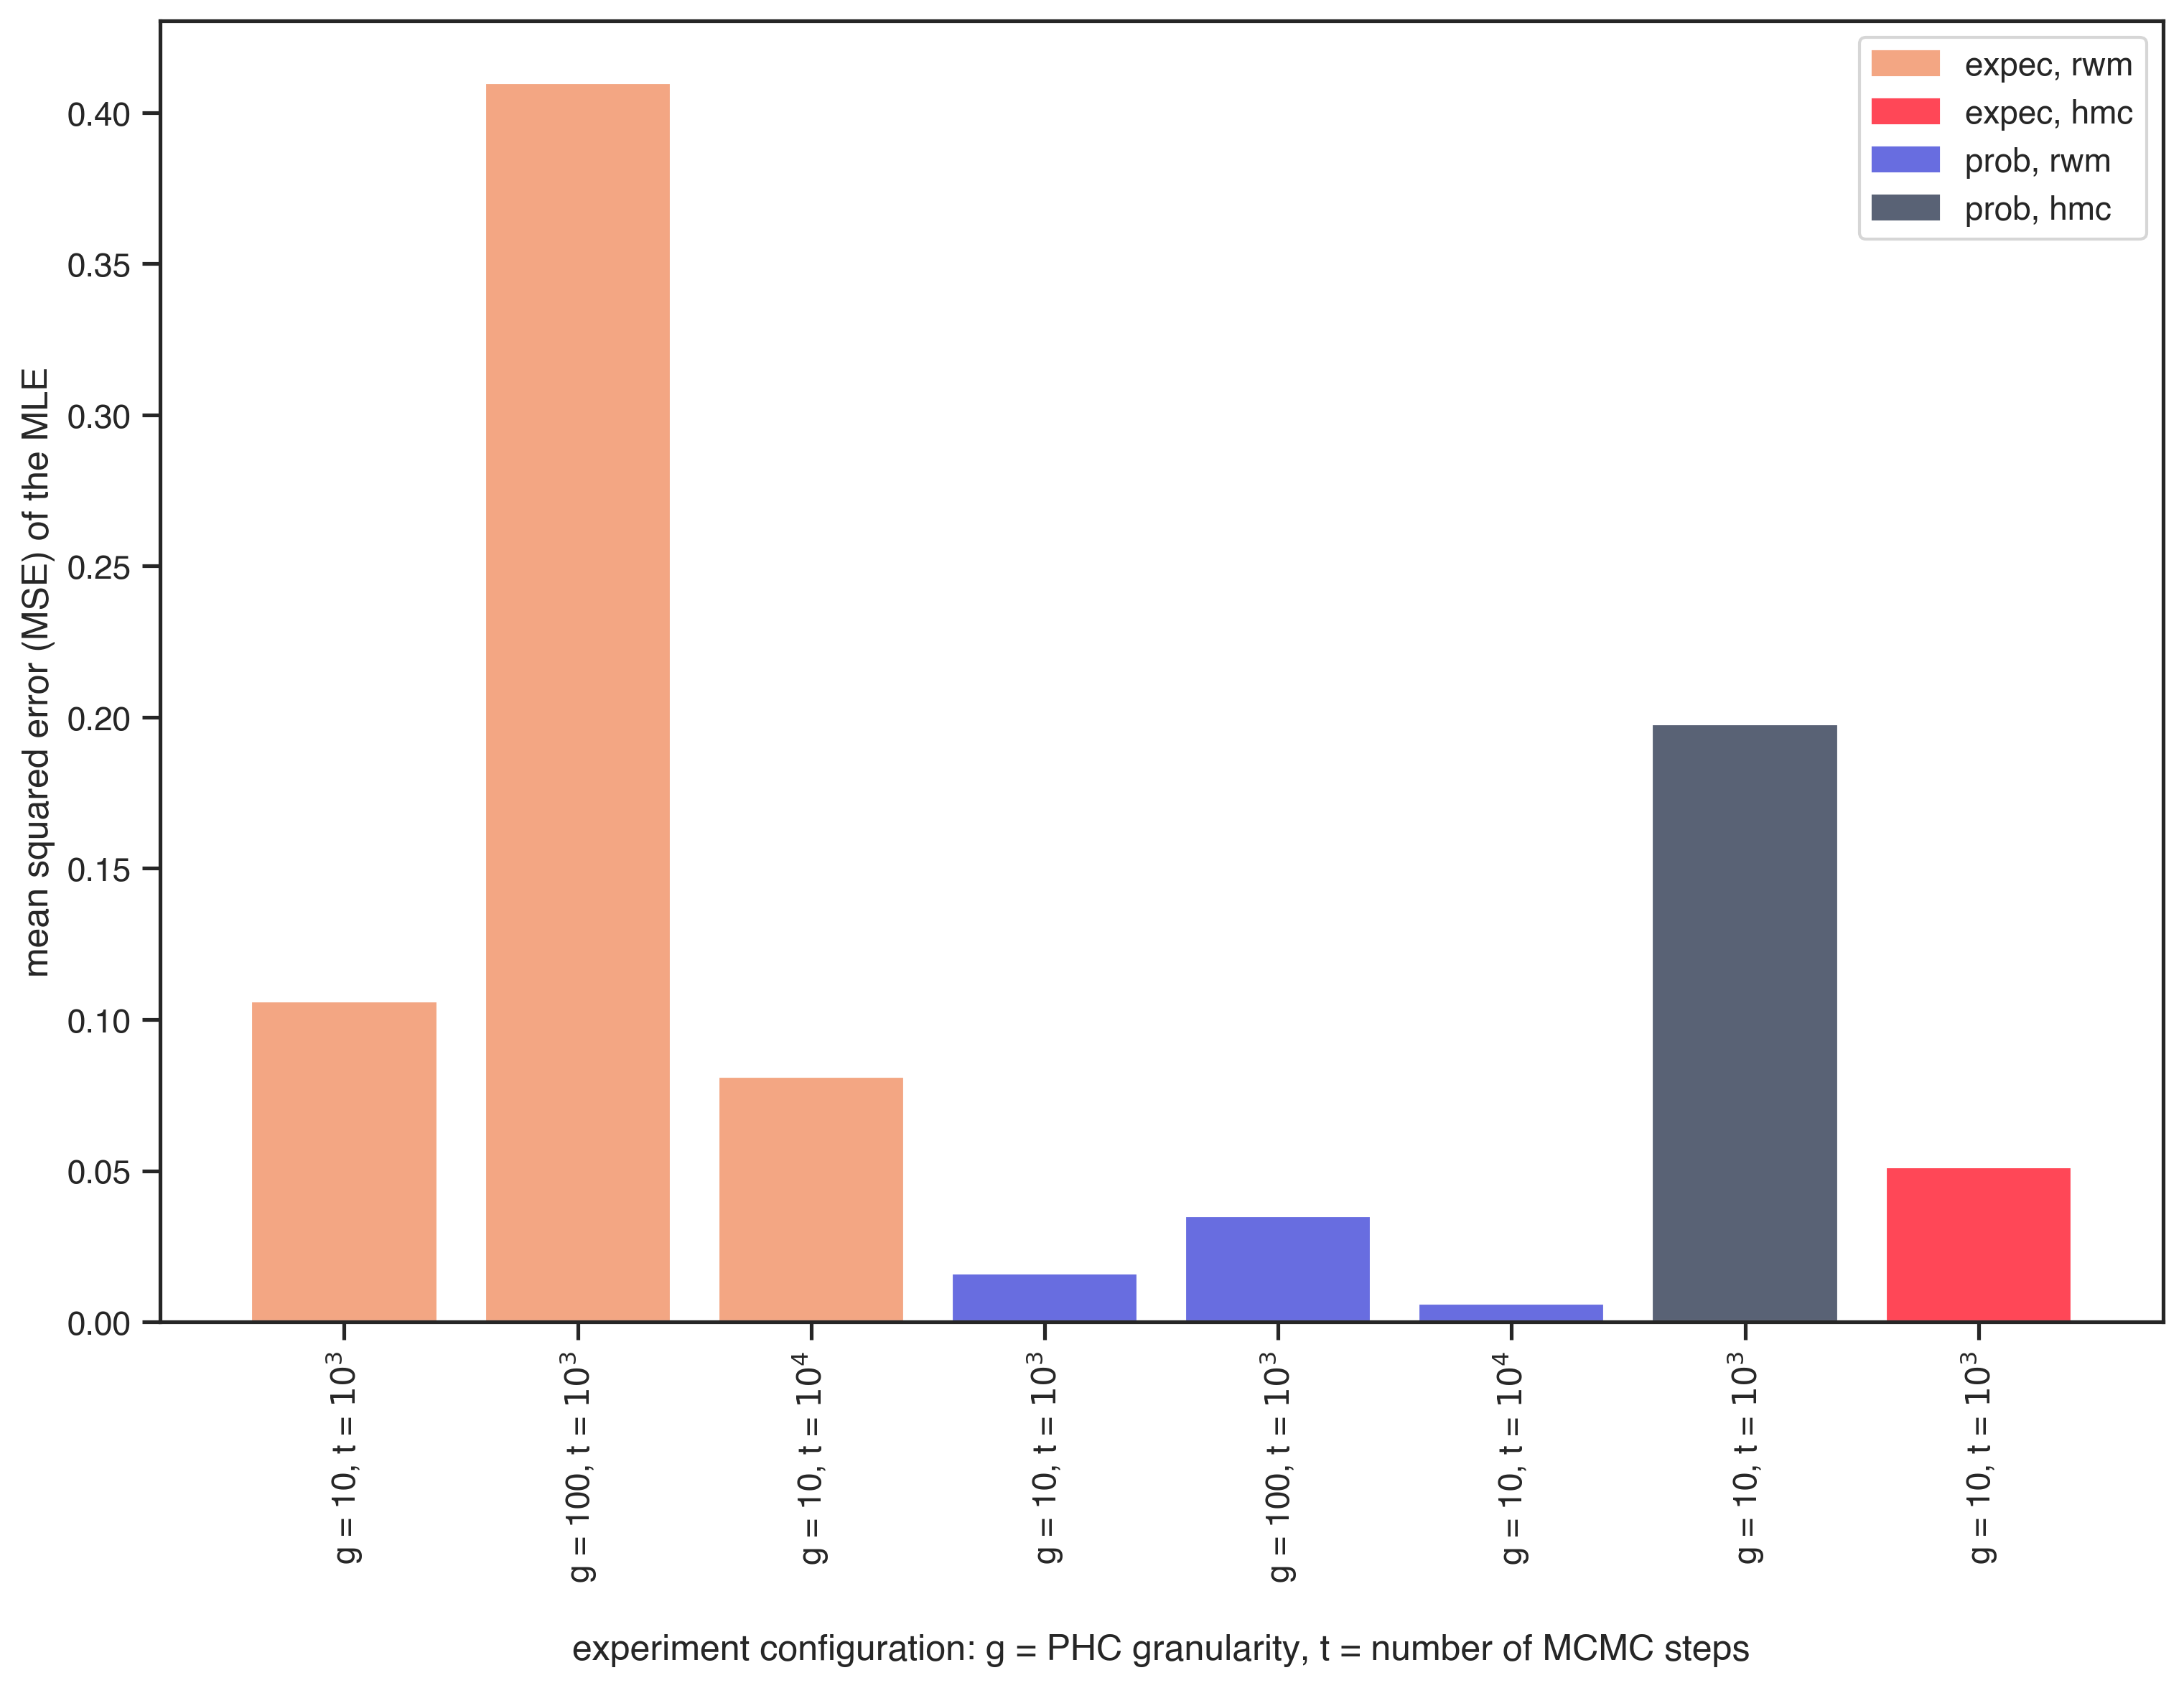 expec, rwm
expec, hmc
prob, rwm
prob, hmc
mean squared error (MSE) of the MLE
0.40
0.35
0.30
0.25
0.20
0.15
0.10
0.05
0.00
g = 10, t = 10³
g = 100, t = 10³
g = 10, t = 10⁴
g = 10, t = 10³
g = 100, t = 10³
g = 10, t = 10⁴
g = 10, t = 10³
g = 10, t = 10³
experiment configuration: g = PHC granularity, t = number of MCMC steps